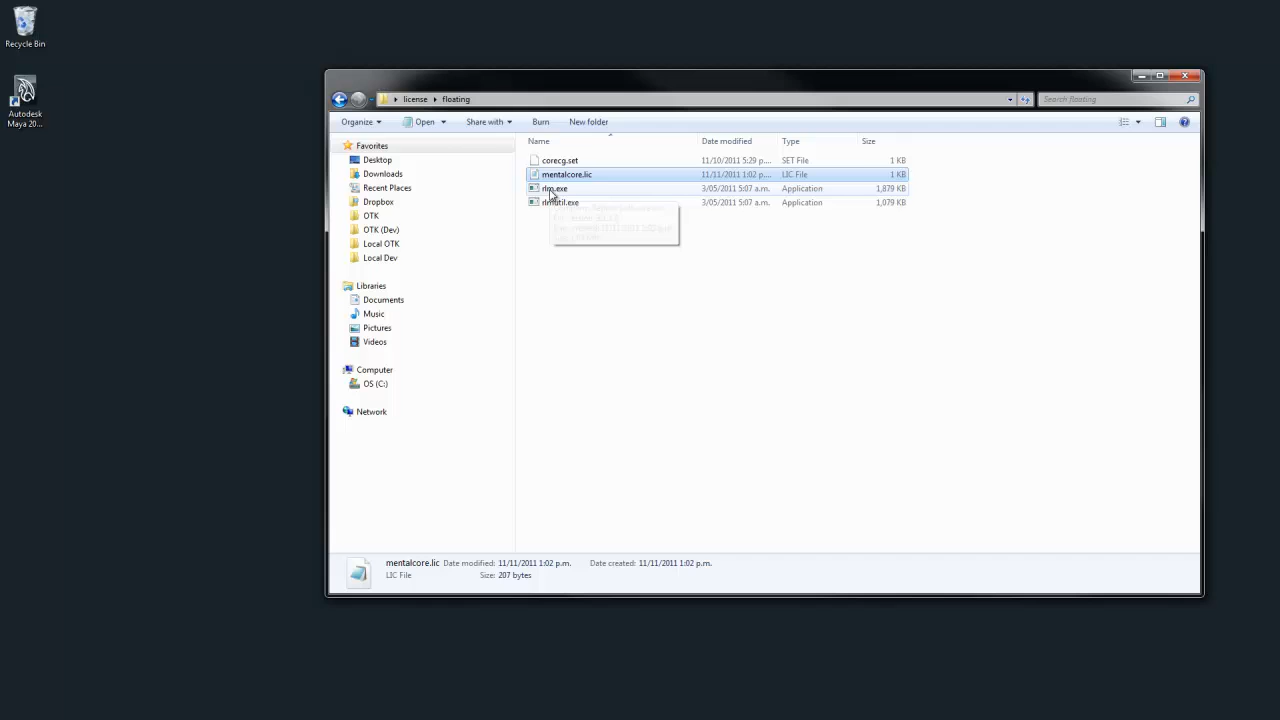 Recycle Bin
Autodesk
Maya 20...
license floating
Search floating
Organize Open Share with Burn New folder
Name Date modified Type Size
Favorites
Desktop
Downloads
Recent Places
Dropbox
OTK
OTK (Dev)
Local OTK
Local Dev
Libraries
Documents
Music
Pictures
Videos
Computer
OS (C:)
Network
corecg.set 11/10/2011 5:29 p.... SET File 1 KB
mentalcore.lic 11/11/2011 1:02 p.... LIC File 1 KB
rlm.exe 3/05/2011 5:07 a.m. Application 1,879 KB
rlmutil.exe 3/05/2011 5:07 a.m. Application 1,079 KB
mentalcore.lic Date modified: 11/11/2011 1:02 p.m. Date created: 11/11/2011 1:02 p.m.
LIC File Size: 207 bytes